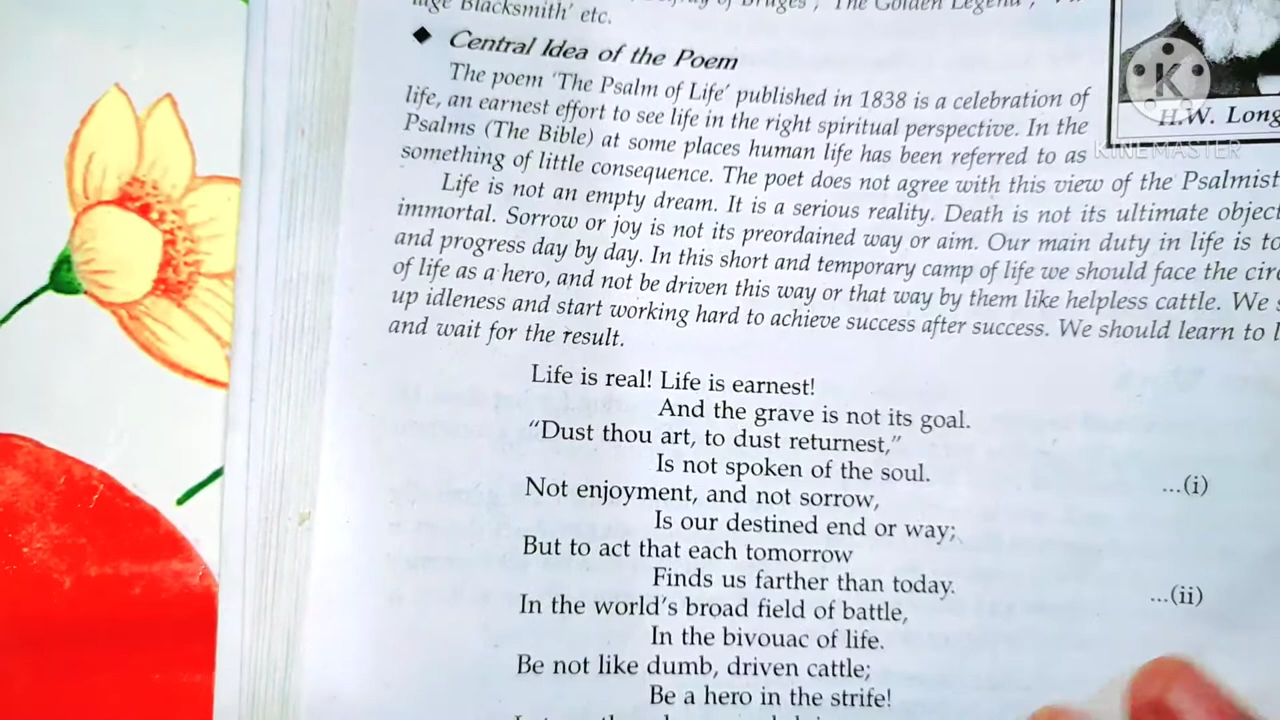 Blacksmith' etc.
The Golden Legend',
◆ Central Idea of the Poem
The poem 'The Psalm of Life' published in 1838 is a celebration of
life, an earnest effort to see life in the right spiritual perspective. In the
Psalms (The Bible) at some places human life has been referred to as
something of little consequence. The poet does not agree with this view of the Psalmist
Life is not an empty dream. It is a serious reality. Death is not its ultimate
immortal. Sorrow or joy is not its preordained way or aim. Our main duty in life is
and progress day by day. In this short and temporary camp of life we should face the
of life as a hero, and not be driven this way or that way by them like helpless cattle. We
up idleness and start working hard to achieve success after success. We should learn to
and wait for the result.
H.W. Long
K
KINEMASTER
Life is real! Life is earnest!
And the grave is not its goal.
"Dust thou art, to dust returnest,"
Is not spoken of the soul. ...(i)
Not enjoyment, and not sorrow,
Is our destined end or way;
But to act that each tomorrow
Finds us farther than today. ...(ii)
In the world's broad field of battle,
In the bivouac of life.
Be not like dumb, driven cattle;
Be a hero in the strife!